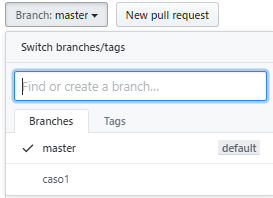 Branch: master New pull request
Switch branches/tags
Find or create a branch...
Branches Tags
master default
caso1